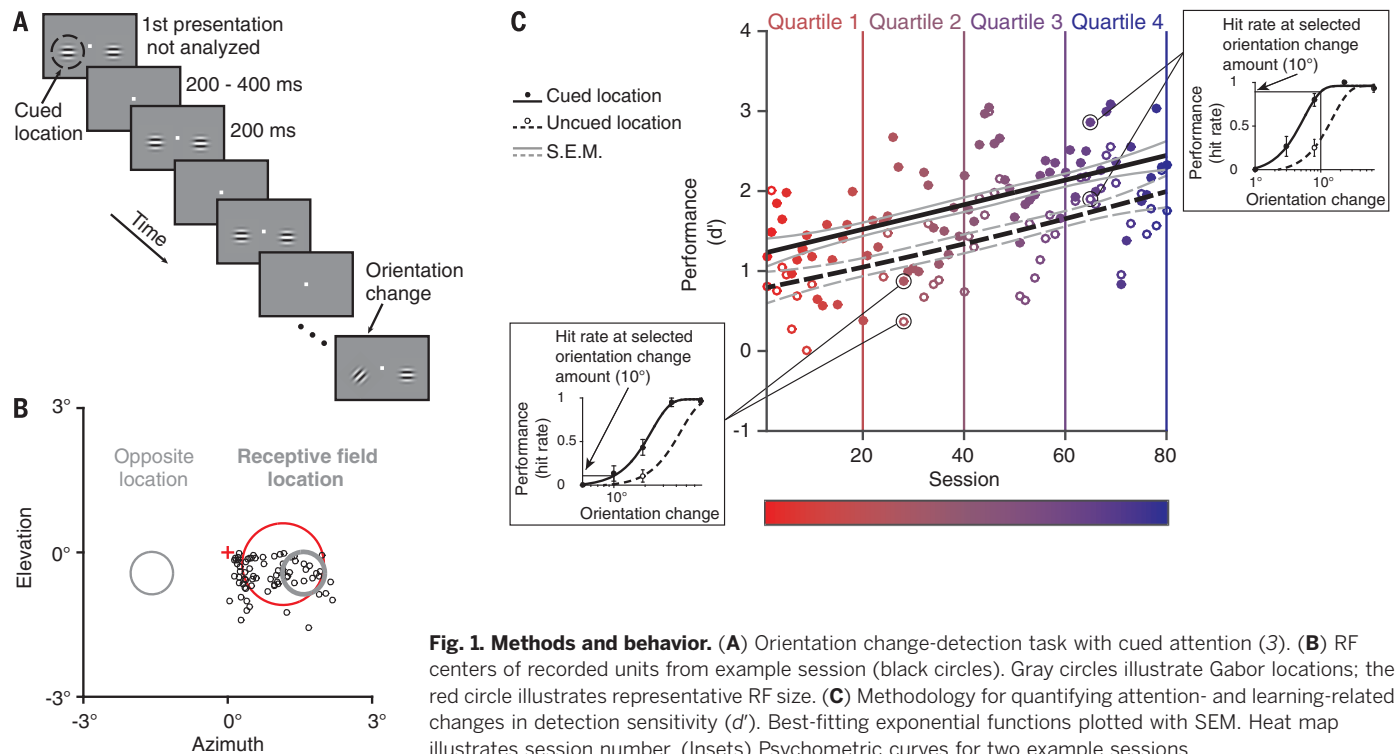 A
1st presentation
not analyzed
200 - 400 ms
Cued
location
200 ms
Time
Orientation
change
B
3°
Opposite
location
Receptive field
location
Elevation
0°
-3°
-3°
0°
3°
Azimuth
C
Cued location
Uncued location
S.E.M.
Quartile 1
Quartile 2
Quartile 3
Quartile 4
4
3
2
1
0
-1
Performance
(d')
20
40
60
80
Session
Hit rate at selected
orientation change
amount (10°)
1
0.5
0
Performance
(hit rate)
1°
10°
Orientation change
Hit rate at selected
orientation change
amount (10°)
1
0.5
0
Performance
(hit rate)
10°
Orientation change
Fig. 1. Methods and behavior. (A) Orientation change-detection task with cued attention (3). (B) RF
centers of recorded units from example session (black circles). Gray circles illustrate Gabor locations; the
red circle illustrates representative RF size. (C) Methodology for quantifying attention- and learning-related
changes in detection sensitivity (d'). Best-fitting exponential functions plotted with SEM. Heat map
illustrates session number. (Insets) Psychometric curves for two example sessions.